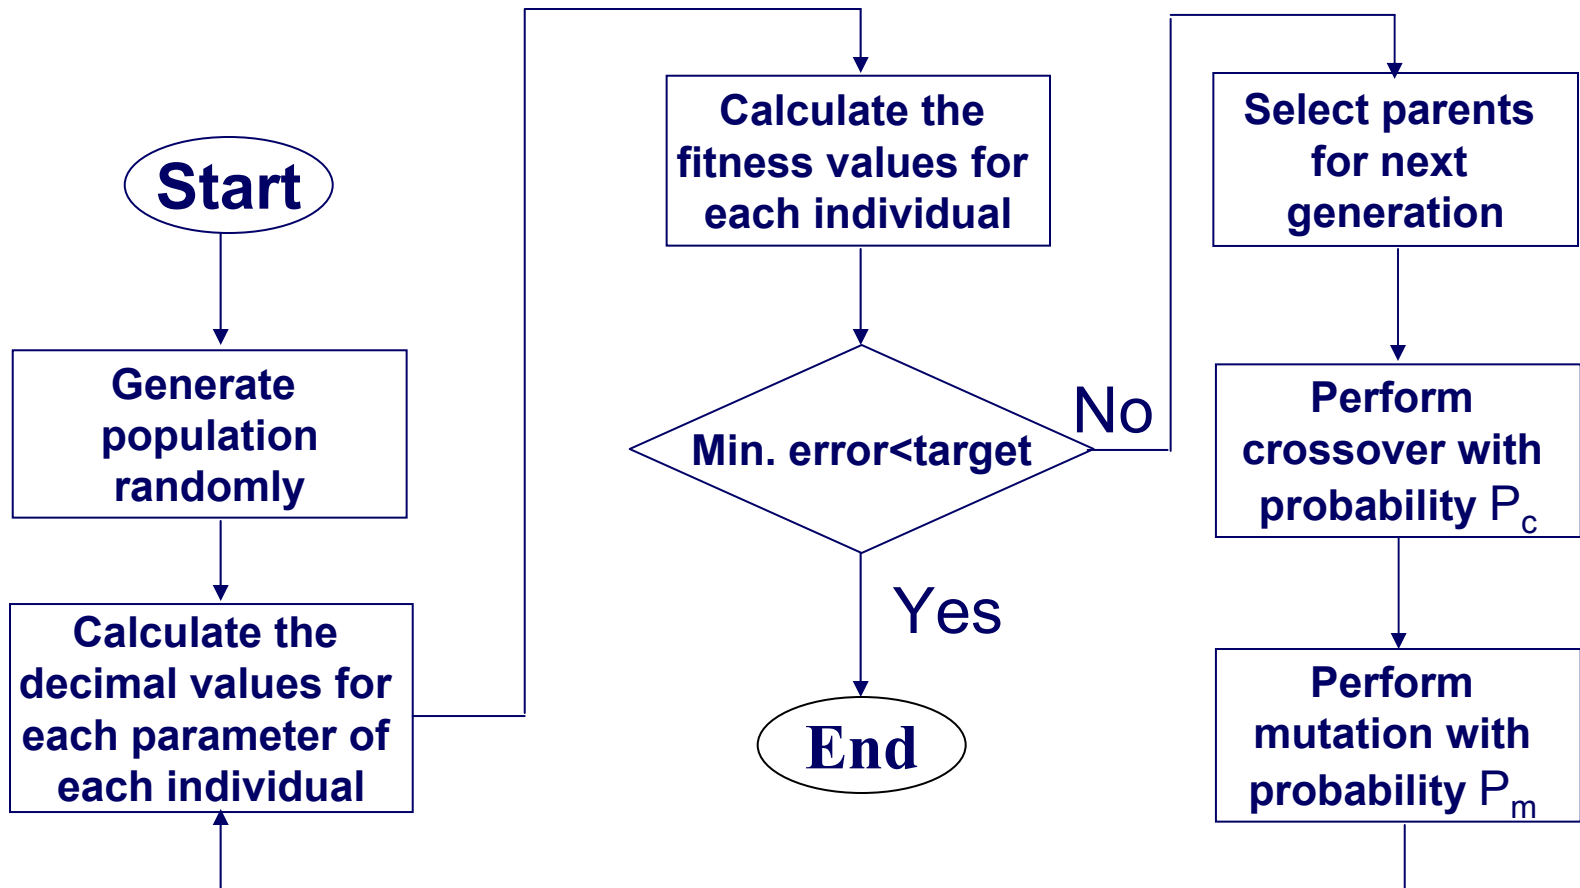 Start
Generate
population
randomly
Calculate the
decimal values for
each parameter of
each individual
Calculate the
fitness values for
each individual
Min. error<target
No
Yes
End
Select parents
for next
generation
Perform
crossover with
probability Pc
Perform
mutation with
probability Pm